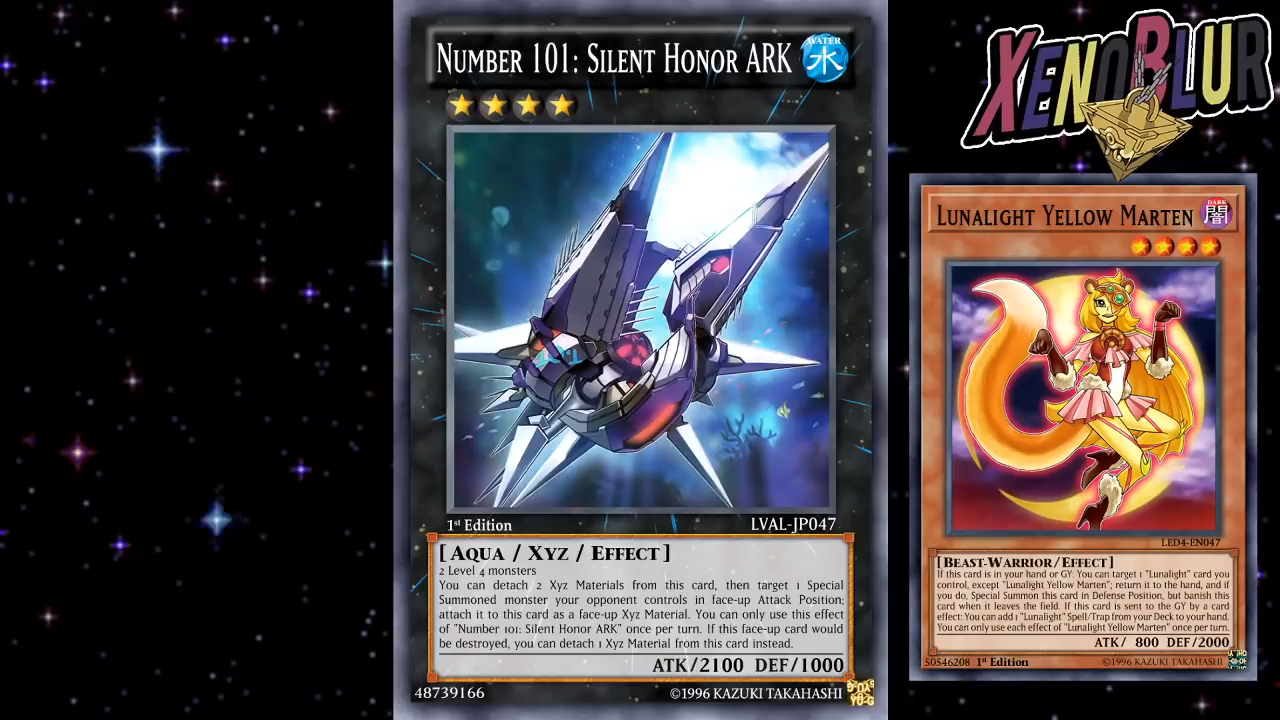 NUMBER 101: SILENT HONOR ARK
WATER
水
1st Edition
LVAL-JP047
[ AQUA / XYZ / EFFECT ]
2 Level 4 monsters
You can detach 2 Xyz Materials from this card, then target 1 Special
Summoned monster your opponent controls in face-up Attack Position;
attach it to this card as a face-up Xyz Material. You can only use this effect
of "Number 101: Silent Honor ARK" once per turn. If this face-up card would
be destroyed, you can detach 1 Xyz Material from this card instead.
ATK/2100 DEF/1000
48739166
©1996 KAZUKI TAKAHASHI
XENOBLUR
LUNALIGHT YELLOW MARTEN
DARK
闇
LED4-EN047
[BEAST-WARRIOR/EFFECT]
If this card is in your hand or GY: You can target 1 "Lunalight" card you
control, except "Lunalight Yellow Marten"; return it to the hand, and if
you do, Special Summon this card in Defense Position, but banish this
card when it leaves the field. If this card is sent to the GY by a card
effect: You can add 1 "Lunalight" Spell/Trap from your Deck to your hand.
You can only use each effect of "Lunalight Yellow Marten" once per turn.
ATK/ 800 DEF/2000
50546208 1st Edition
©1996 KAZUKI TAKAHASHI